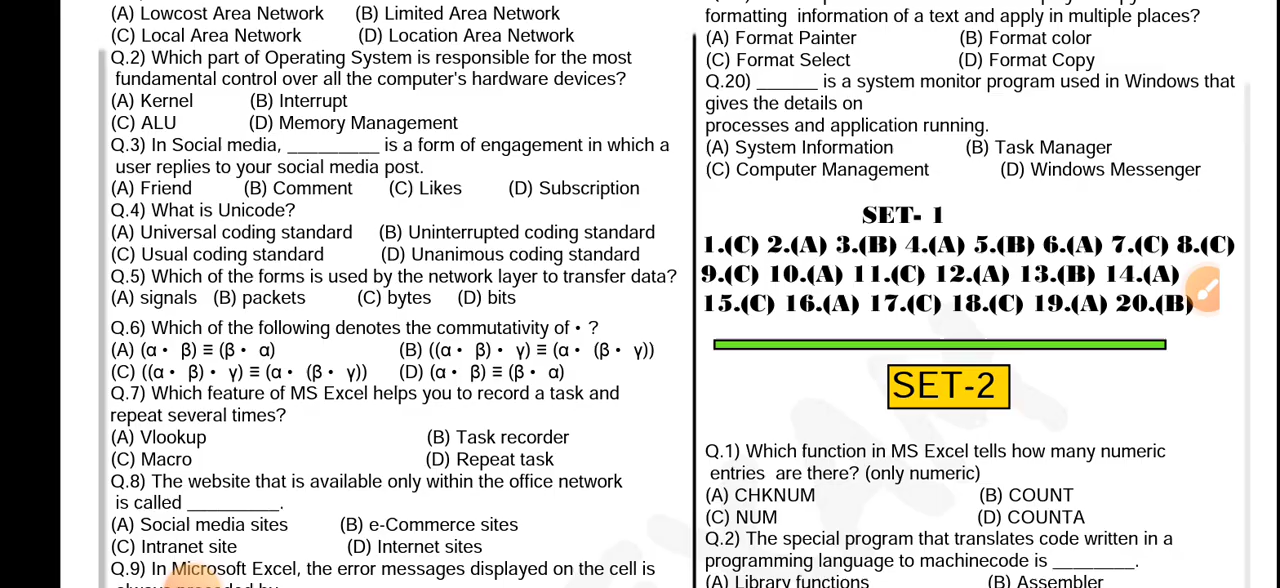 (A) Lowcost Area Network (B) Limited Area Network
(C) Local Area Network (D) Location Area Network
Q.2) Which part of Operating System is responsible for the most
fundamental control over all the computer's hardware devices?
(A) Kernel (B) Interrupt
(C) ALU (D) Memory Management
Q.3) In Social media, _________ is a form of engagement in which a
user replies to your social media post.
(A) Friend (B) Comment (C) Likes (D) Subscription
Q.4) What is Unicode?
(A) Universal coding standard (B) Uninterrupted coding standard
(C) Usual coding standard (D) Unanimous coding standard
Q.5) Which of the forms is used by the network layer to transfer data?
(A) signals (B) packets (C) bytes (D) bits
Q.6) Which of the following denotes the commutativity of • ?
(A) (α • β) ≡ (β • α) (B) ((α • β) • γ) ≡ (α • (β • γ))
(C) ((α • β) • γ) ≡ (α • (β • γ)) (D) (α • β) ≡ (β • α)
Q.7) Which feature of MS Excel helps you to record a task and
repeat several times?
(A) Vlookup (B) Task recorder
(C) Macro (D) Repeat task
Q.8) The website that is available only within the office network
is called _________.
(A) Social media sites (B) e-Commerce sites
(C) Intranet site (D) Internet sites
Q.9) In Microsoft Excel, the error messages displayed on the cell is
formatting information of a text and apply in multiple places?
(A) Format Painter (B) Format color
(C) Format Select (D) Format Copy
Q.20) ______ is a system monitor program used in Windows that
gives the details on
processes and application running.
(A) System Information (B) Task Manager
(C) Computer Management (D) Windows Messenger
SET- 1
1.(C) 2.(A) 3.(B) 4.(A) 5.(B) 6.(A) 7.(C) 8.(C)
9.(C) 10.(A) 11.(C) 12.(A) 13.(B) 14.(A)
15.(C) 16.(A) 17.(C) 18.(C) 19.(A) 20.(B)
SET-2
Q.1) Which function in MS Excel tells how many numeric
entries are there? (only numeric)
(A) CHKNUM (B) COUNT
(C) NUM (D) COUNTA
Q.2) The special program that translates code written in a
programming language to machinecode is ________.
(A) Library functions (B) Assembler